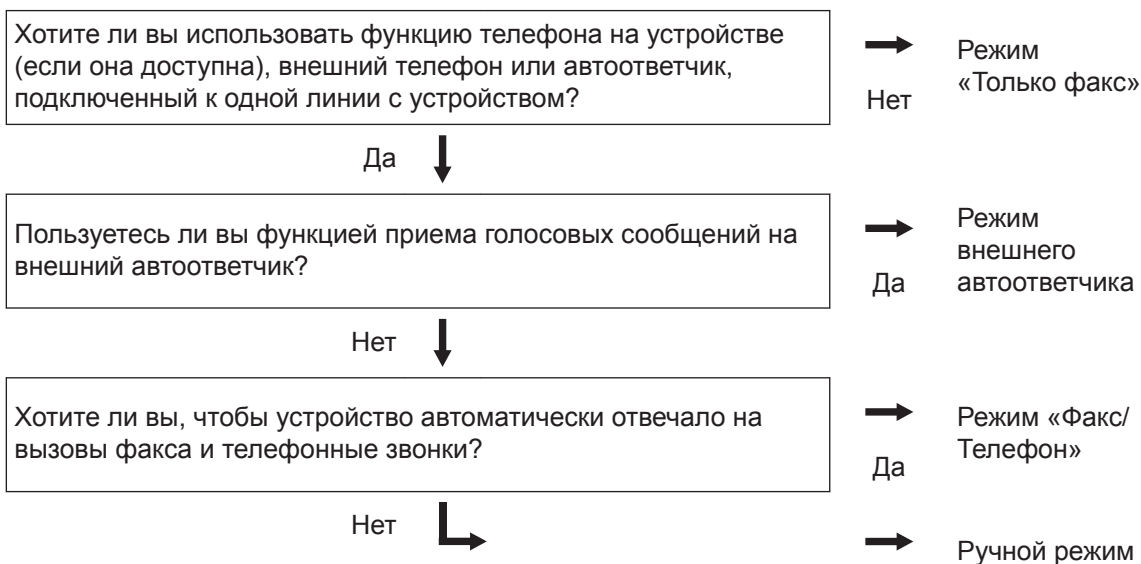 Хотите ли вы использовать функцию телефона на устройстве
(если она доступна), внешний телефон или автоответчик,
подключенный к одной линии с устройством?
Нет
Режим
«Только факс»
Да
Пользуетесь ли вы функцией приема голосовых сообщений на
внешний автоответчик?
Да
Режим
внешнего
автоответчика
Нет
Хотите ли вы, чтобы устройство автоматически отвечало на
вызовы факса и телефонные звонки?
Да
Режим «Факс/
Телефон»
Нет
Ручной режим